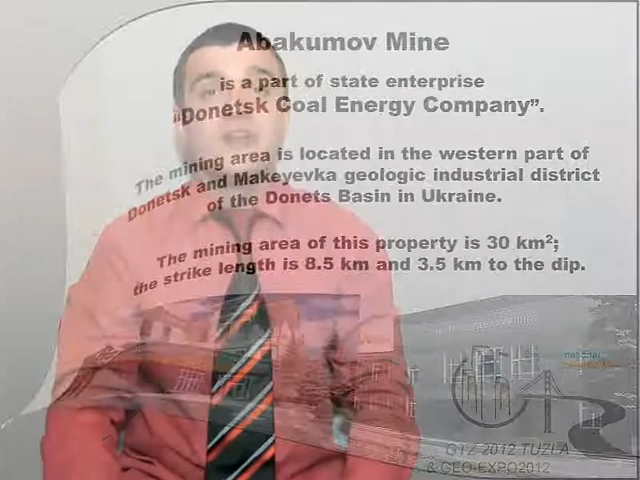 Abakumov Mine
is a part of state enterprise
"Donetsk Coal Energy Company".
The mining area is located in the western part of
Donetsk and Makeyevka geologic industrial district
of the Donets Basin in Ukraine.
The mining area of this property is 30 km²;
the strike length is 8.5 km and 3.5 km to the dip.
national
GTZ 2012 TUZLA
& GEO-EXPO2012